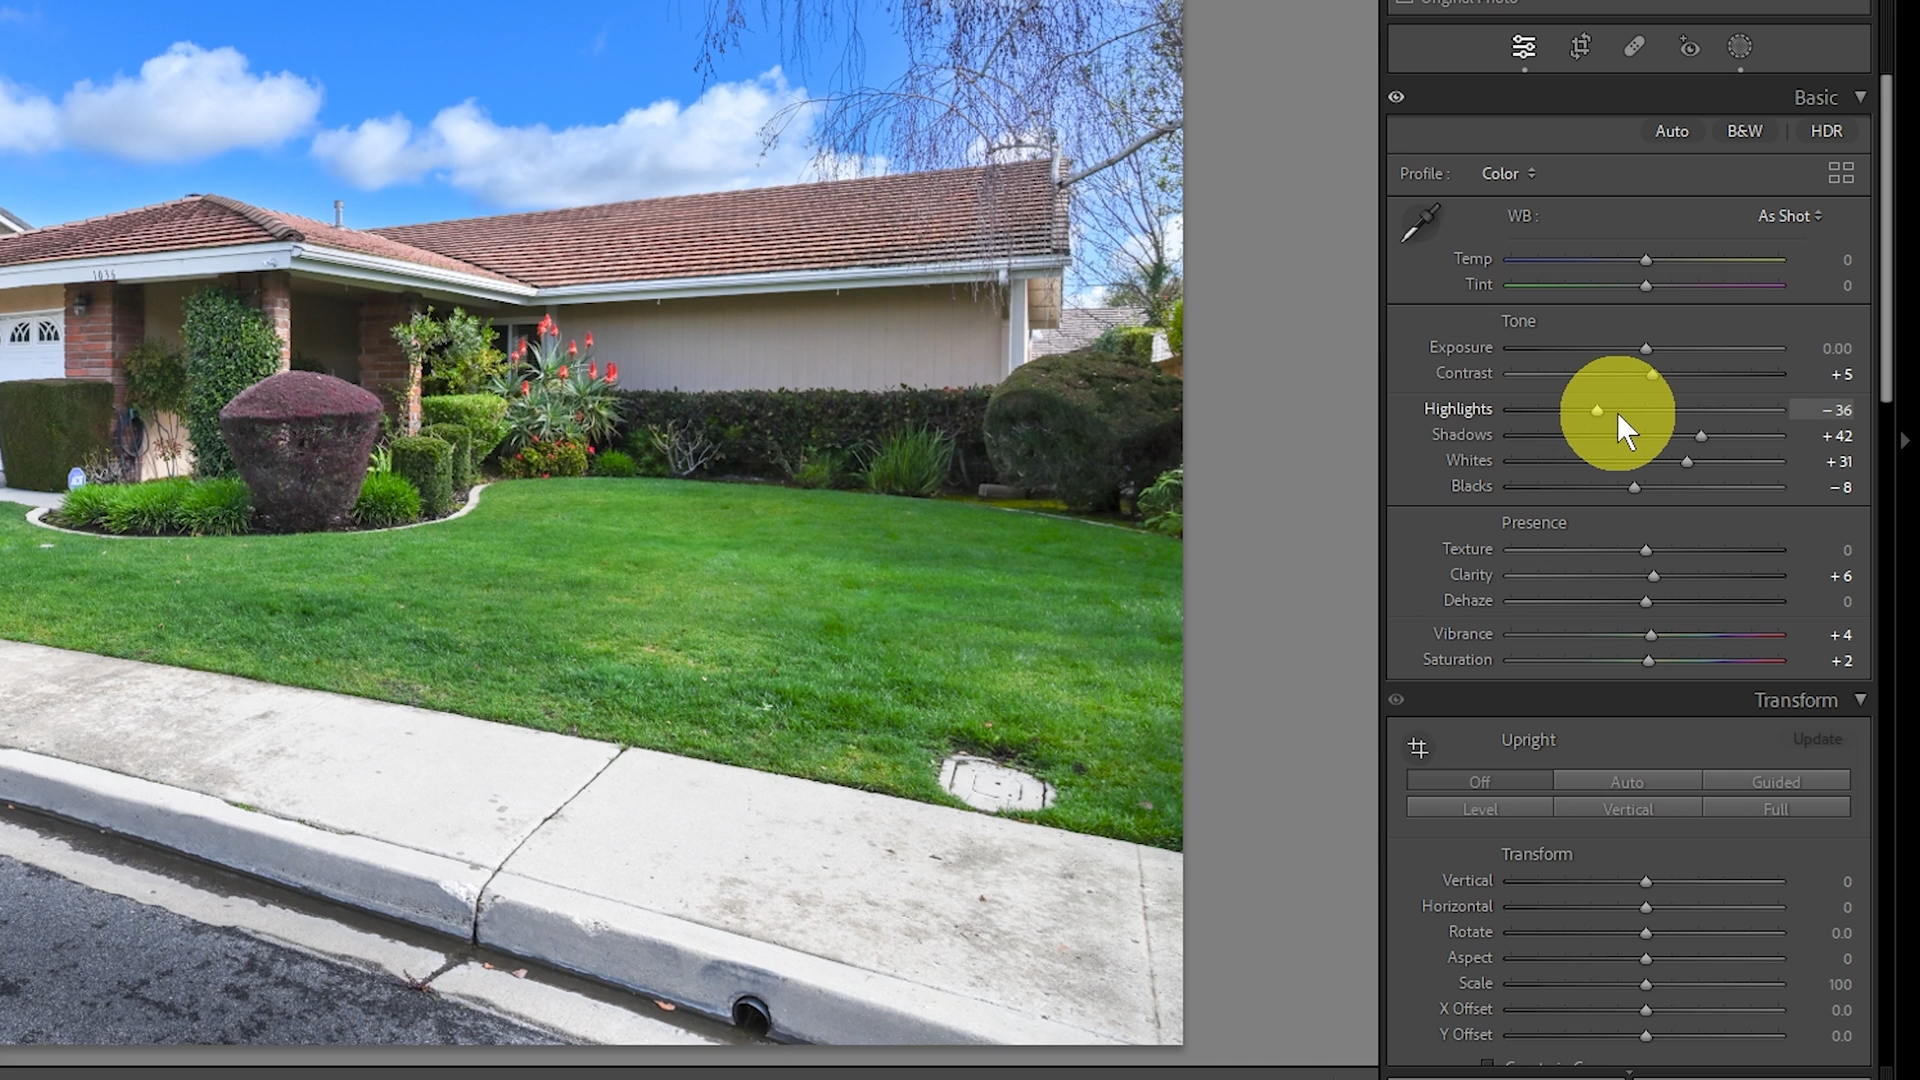 Original Photo
Basic
Auto B&W HDR
Profile : Color
WB : As Shot
Temp 0
Tint 0
Tone
Exposure 0.00
Contrast + 5
Highlights – 36
Shadows + 42
Whites + 31
Blacks – 8
Presence
Texture 0
Clarity + 6
Dehaze 0
Vibrance + 4
Saturation + 2
Transform
Upright Update
Off Auto Guided
Level Vertical Full
Transform
Vertical 0
Horizontal 0
Rotate 0.0
Aspect 0
Scale 100
X Offset 0.0
Y Offset 0.0
1036